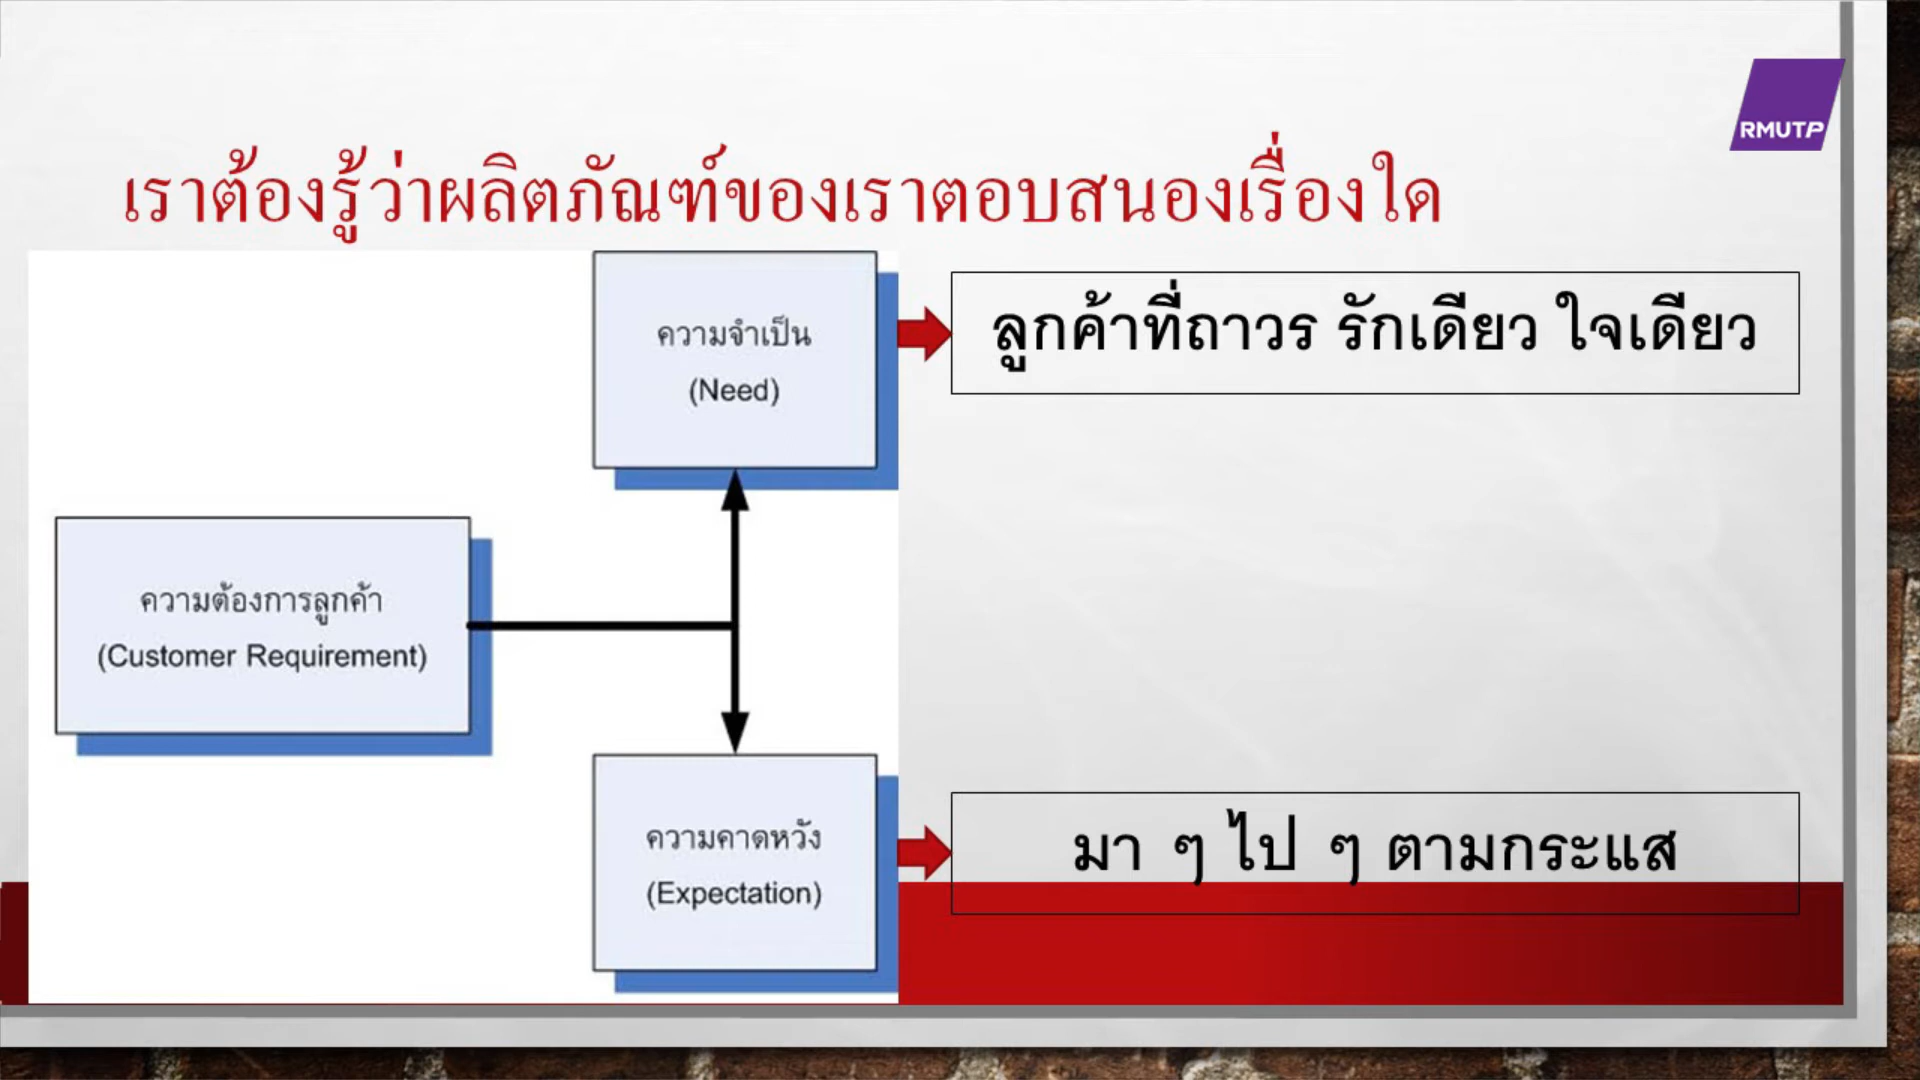 RMUTP
เราต้องรู้ว่าผลิตภัณฑ์ของเราตอบสนองเรื่องใด
ความจำเป็น
(Need)
ลูกค้าที่ถาวร รักเดียว ใจเดียว
ความต้องการลูกค้า
(Customer Requirement)
ความคาดหวัง
(Expectation)
มา ๆ ไป ๆ ตามกระแส